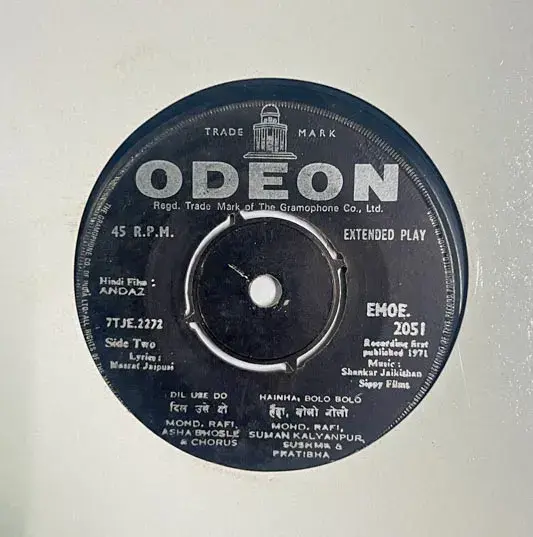 TRADE MARK
ODEON
Regd. Trade Mark of The Gramophone Co., Ltd.
45 R.P.M.
EXTENDED PLAY
Hindi Film :
ANDAZ
7TJE.2272
Side Two
Lyrics :
Hasrat Jaipuri
EMOE.
2051
Recording first
published 1971
Music :
Shankar Jaikishan
Sippy Films
DIL USE DO
दिल उसे दो
MOHD. RAFI,
ASHA BHOSLE
& CHORUS
HAINHA, BOLO BOLO
बोलो बोलो
MOHD. RAFI,
SUMAN KALYANPUR,
SUSHMA &
PRATIBHA